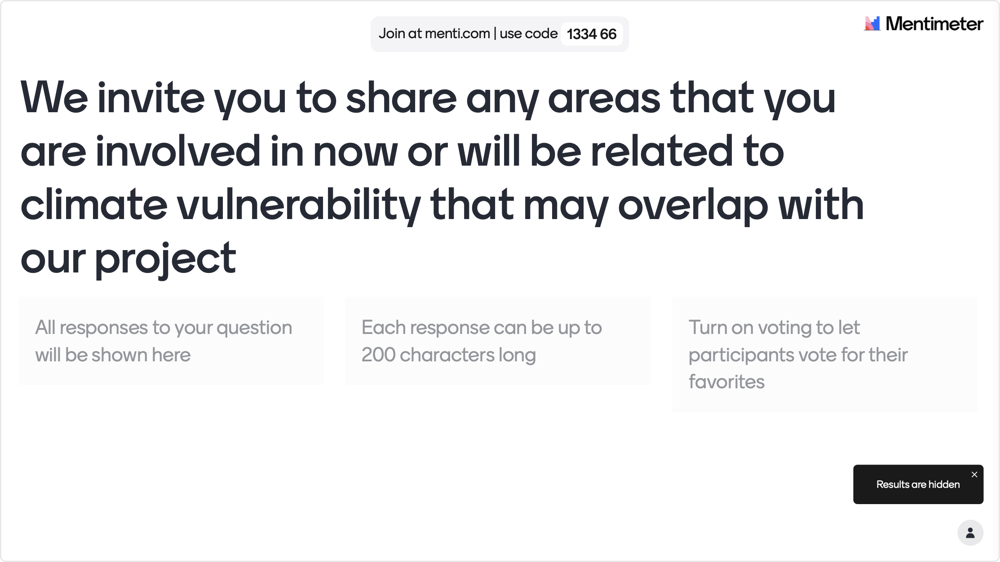 Join at menti.com | use code 1334 66
Mentimeter
We invite you to share any areas that you
are involved in now or will be related to
climate vulnerability that may overlap with
our project
All responses to your question
will be shown here
Each response can be up to
200 characters long
Turn on voting to let
participants vote for their
favorites
Results are hidden